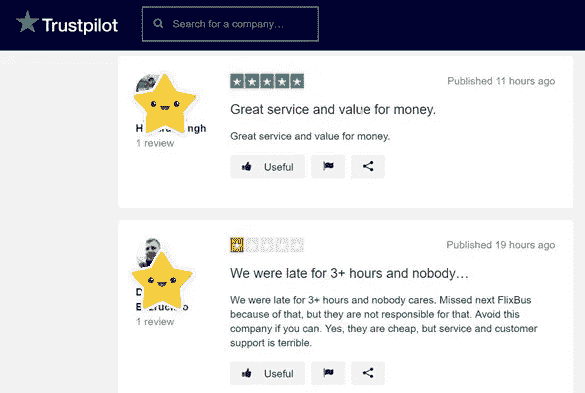 Trustpilot
Search for a company…
Published 11 hours ago
Great service and value for money.
Great service and value for money.
1 review
Useful
Published 19 hours ago
We were late for 3+ hours and nobody…
We were late for 3+ hours and nobody cares. Missed next FlixBus
because of that, but they are not responsible for that. Avoid this
company if you can. Yes, they are cheap, but service and customer
support is terrible.
1 review
Useful